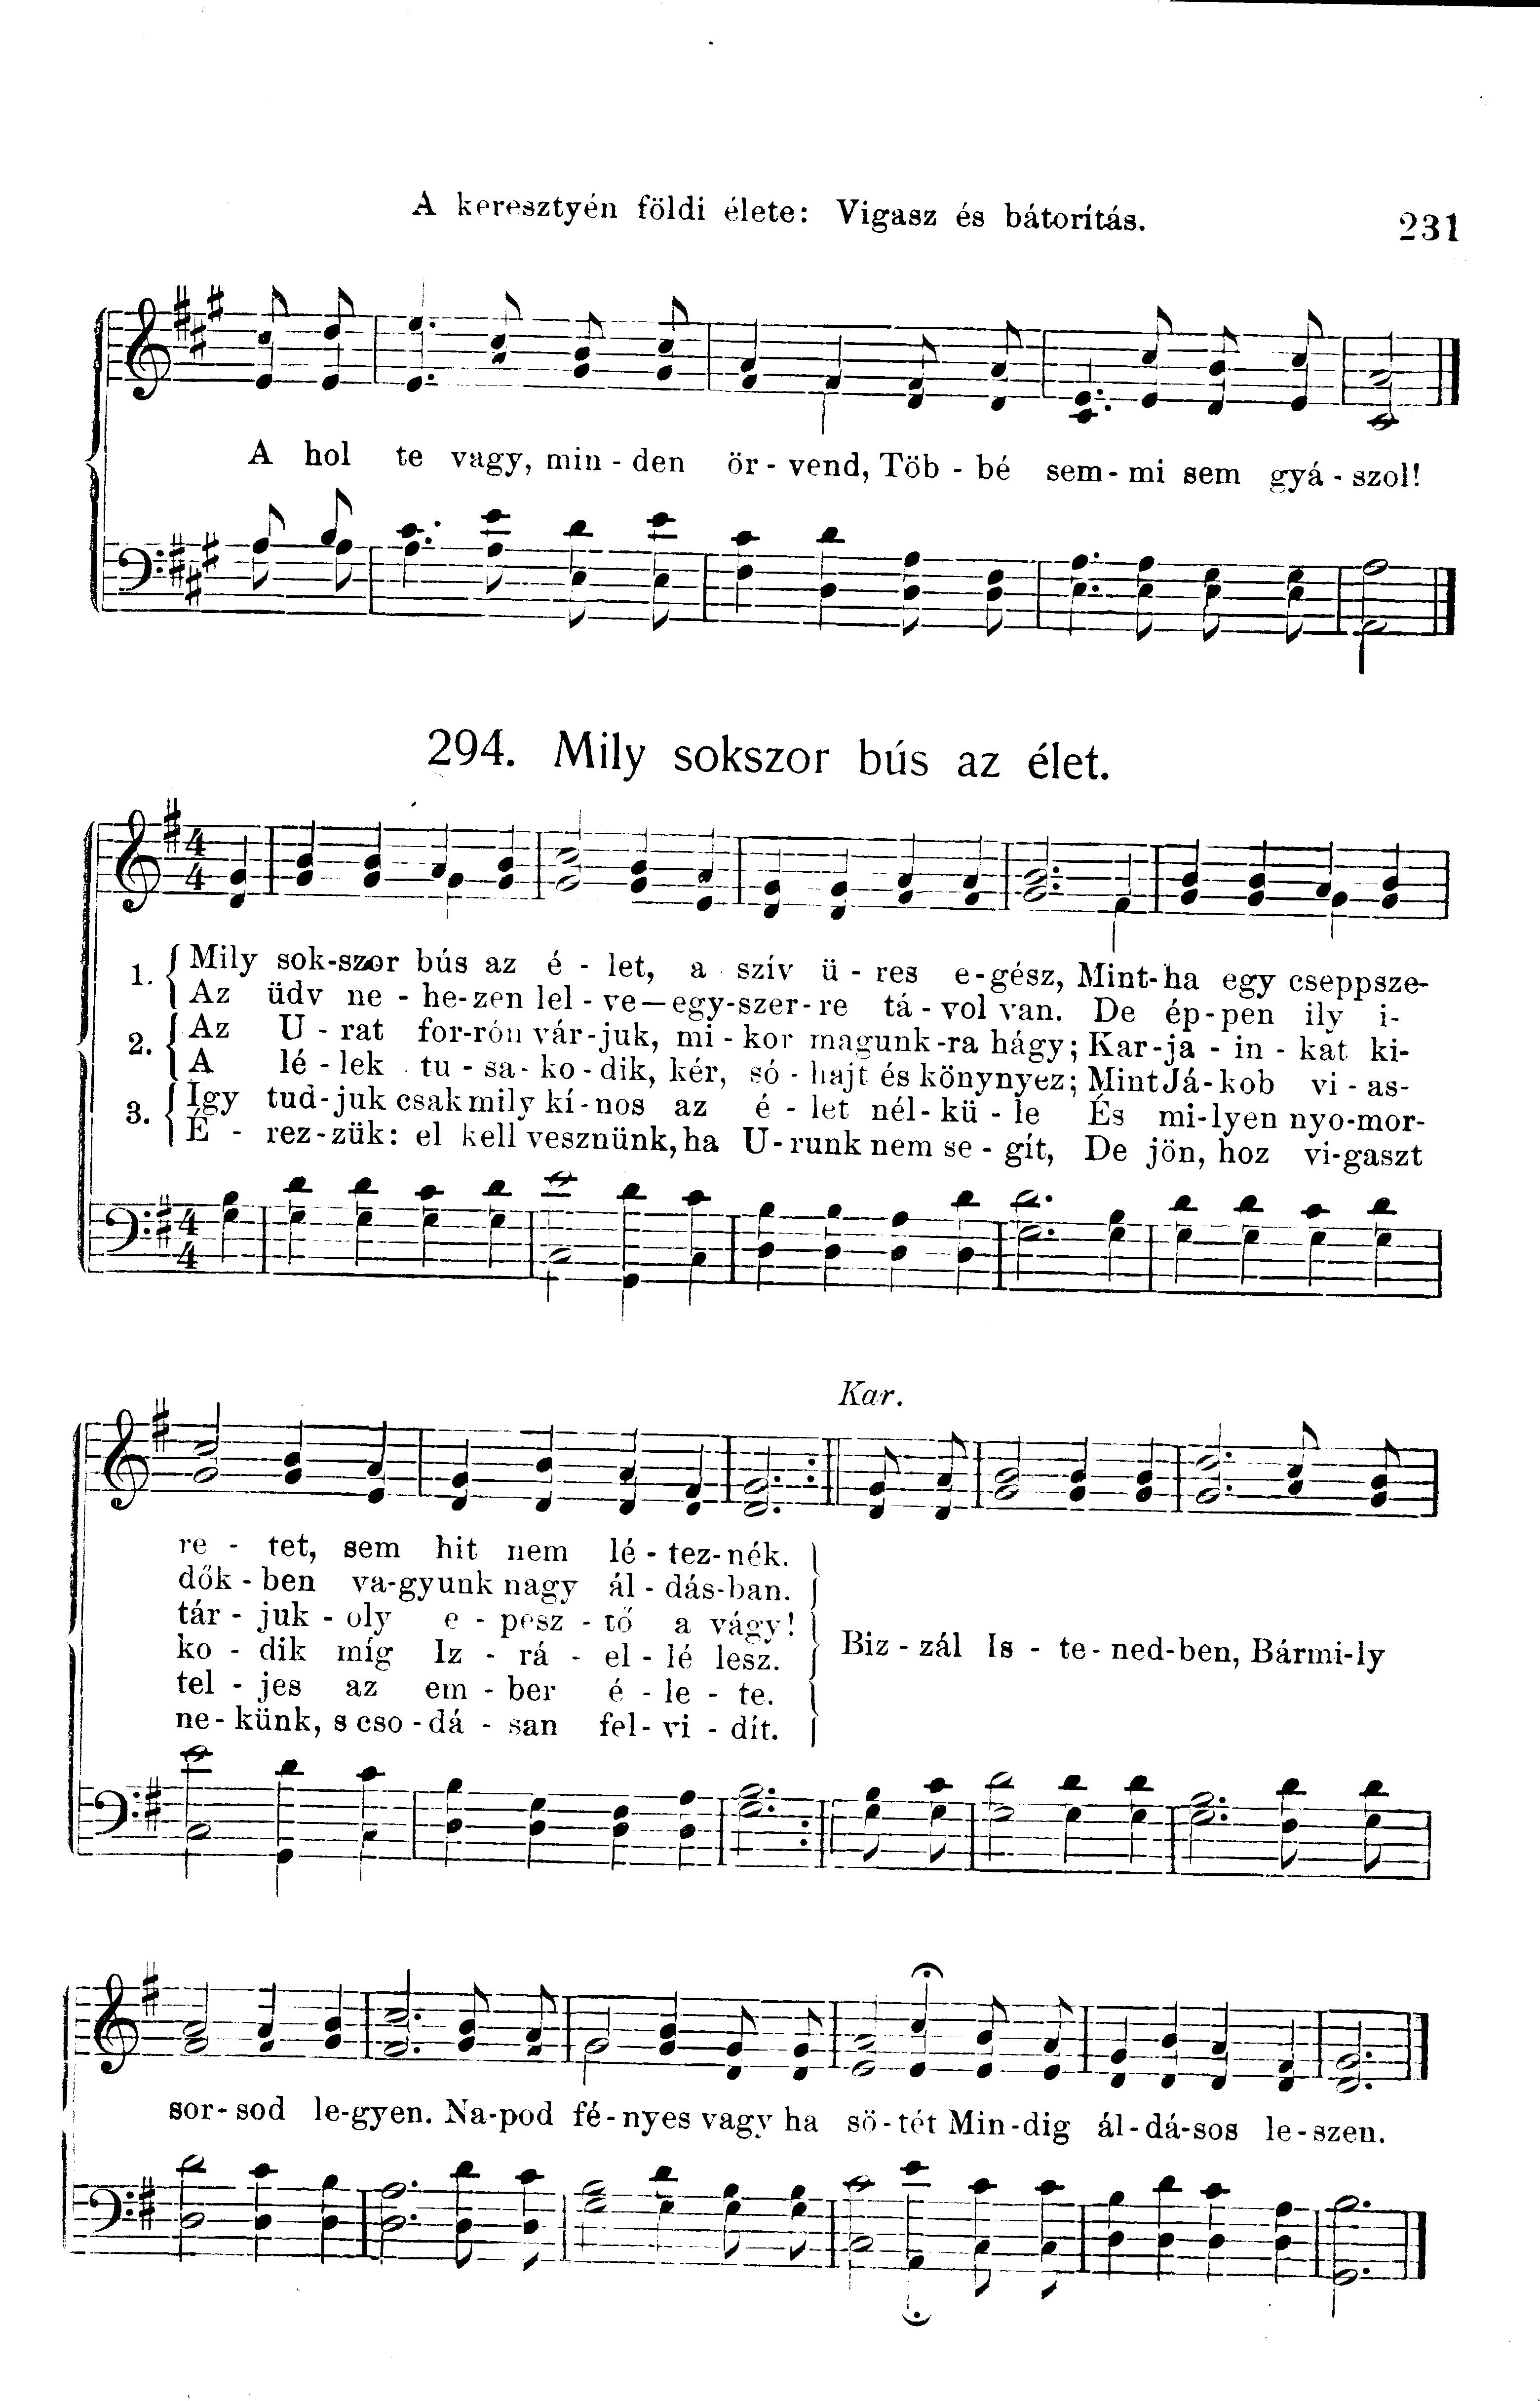 A keresztyén földi élete: Vigasz és bátorítás.
231
A hol te vagy, min - den ör - vend, Töb - bé sem - mi sem gyá - szol!
294. Mily sokszor bús az élet.
4
4
1. Mily sok-szor bús az é - let, a szív ü - res e-gész, Mint-ha egy cseppsze-
Az üdv ne - he-zen lel - ve—egy-szer-re tá-vol van. De ép-pen ily i-
2. Az U - rat for-rón vár-juk, mi - kor magunk-ra hágy; Kar-ja - in - kat ki-
A lé - lek tu - sa - ko - dik, kér, só - hajt és könynyez; Mint Já - kob vi - as-
3. Igy tud-juk csak mily kí-nos az é - let nél - kü - le És mi-lyen nyo-mor-
É - rez-zük: el kell vesznünk, ha U-runk nem se - gít, De jön, hoz vi-gaszt
4
4
Kar.
re - tet, sem hit nem lé - tez-nék.
dők - ben va-gyunk nagy ál - dás-ban.
tár - juk - oly e - pesz - tő a vágy!
ko - dik míg Iz - rá - el - lé lesz.
tel - jes az em - ber é - le - te.
ne - künk, s cso - dá - san fel - vi - dít.
Biz - zál Is - te - ned-ben, Bármi-ly
sor- sod le-gyen. Na-pod fé-nyes vagy ha sö-tét Min-dig ál-dá-sos le-szen.